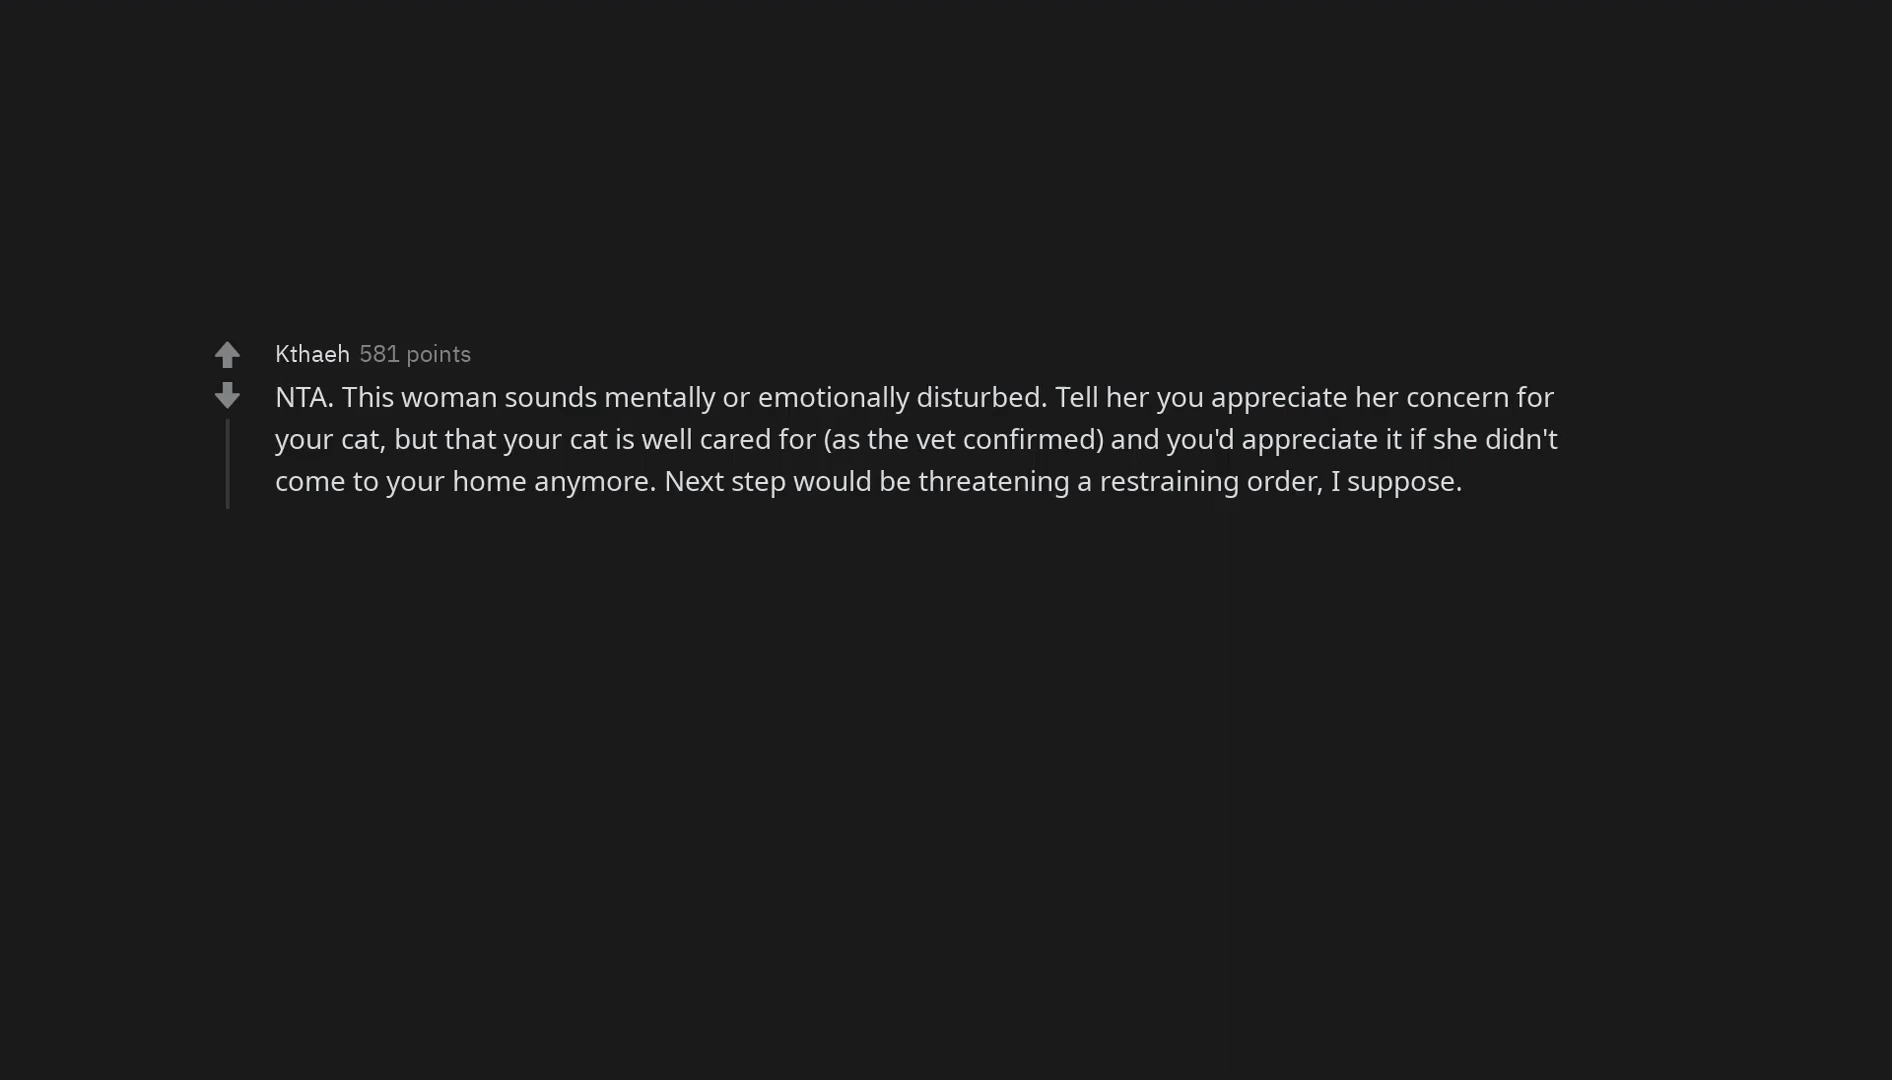 Kthaeh 581 points
NTA. This woman sounds mentally or emotionally disturbed. Tell her you appreciate her concern for
your cat, but that your cat is well cared for (as the vet confirmed) and you'd appreciate it if she didn't
come to your home anymore. Next step would be threatening a restraining order, I suppose.